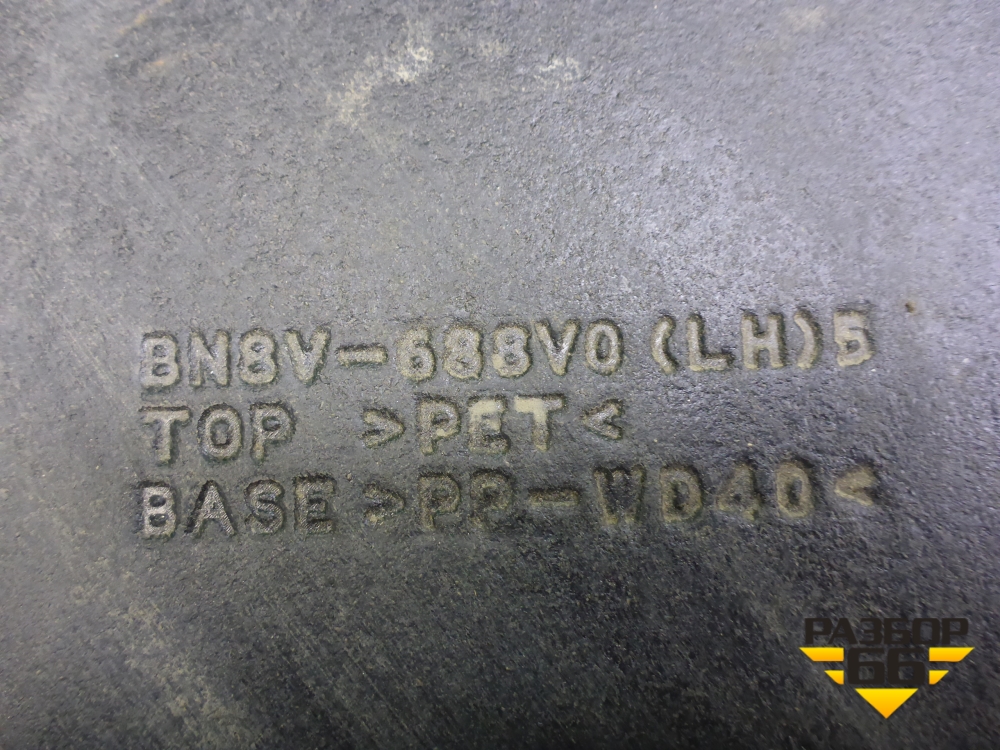 BN8V-688V0 (LH)5
TOP >PET<
BASE >PP-WD40<
РАЗБОР
66